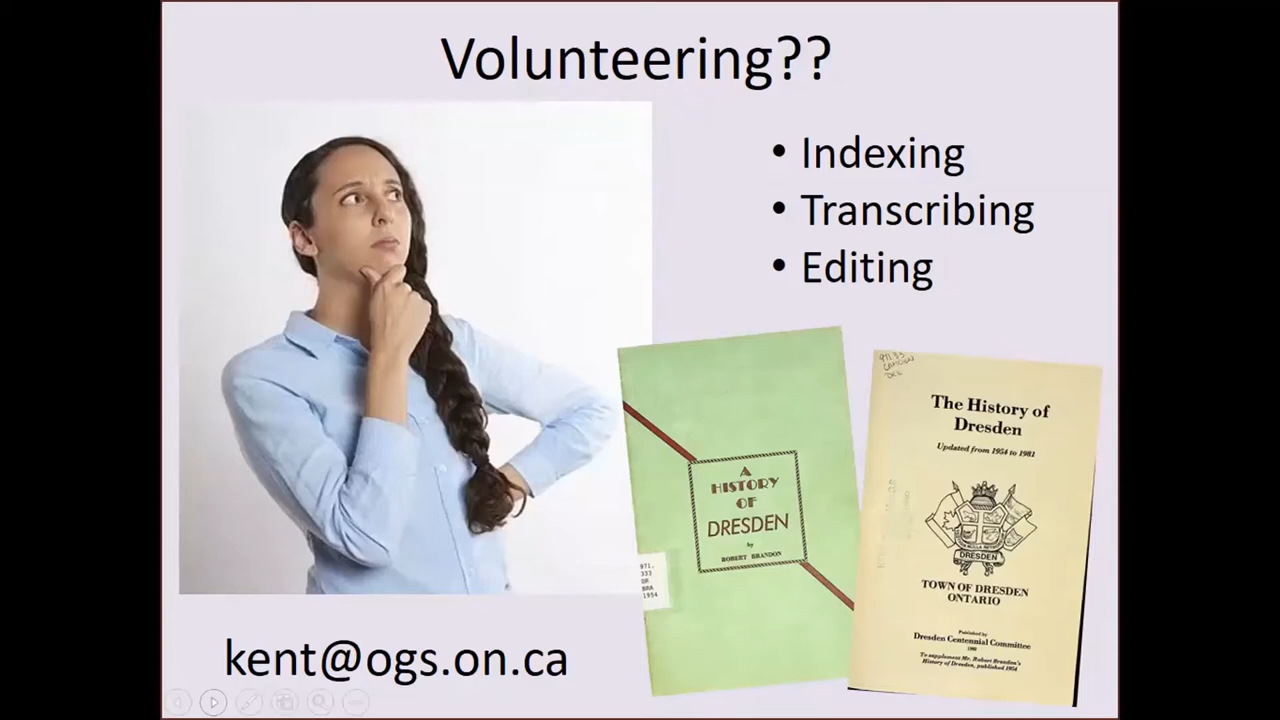 Volunteering??
• Indexing
• Transcribing
• Editing
A
HISTORY
OF
DRESDEN
by
ROBERT BRANDON
971.
333
DR
BRA
1954
The History of
Dresden
Updated from 1954 to 1981
DRESDEN
TOWN OF DRESDEN
ONTARIO
Published by
Dresden Centennial Committee
To supplement Mr. Robert Brandon's
History of Dresden, published 1954
kent@ogs.on.ca